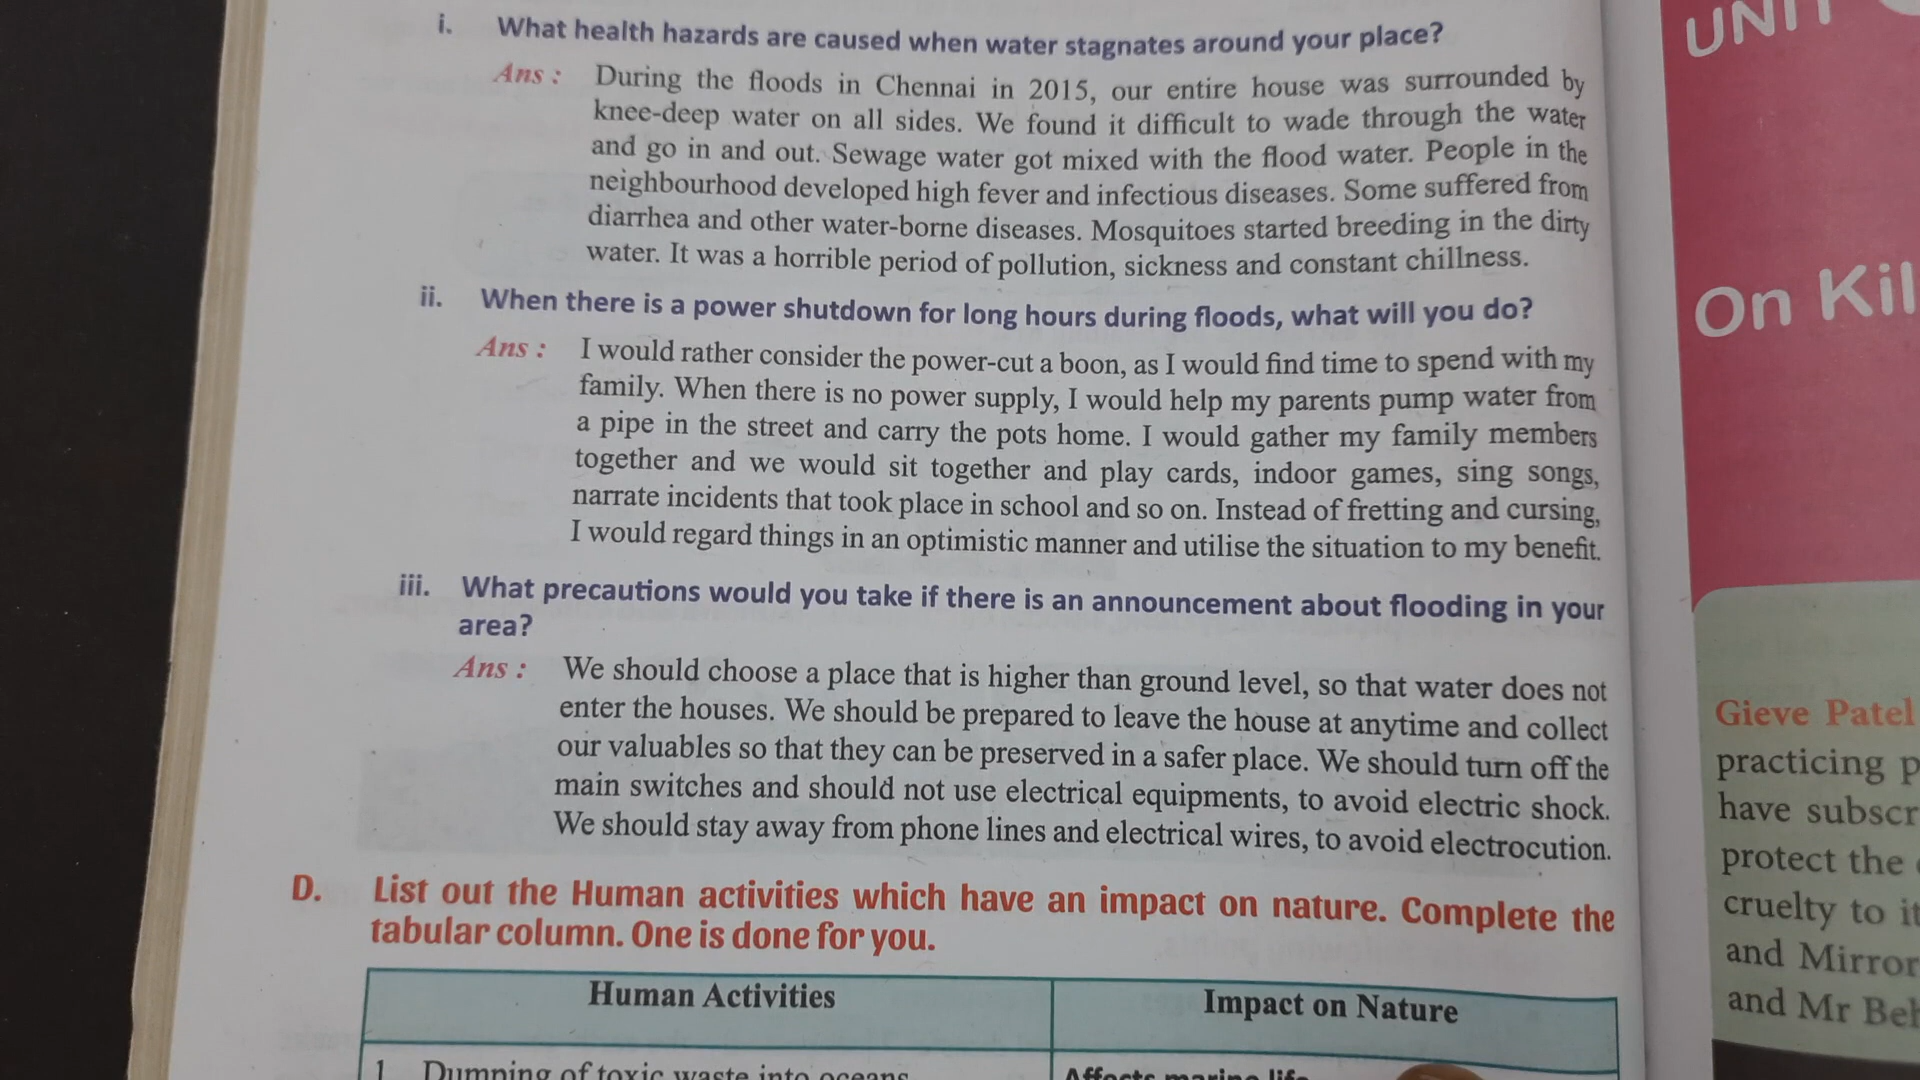 i. What health hazards are caused when water stagnates around your place?
Ans : During the floods in Chennai in 2015, our entire house was surrounded by
knee-deep water on all sides. We found it difficult to wade through the water
and go in and out. Sewage water got mixed with the flood water. People in the
neighbourhood developed high fever and infectious diseases. Some suffered from
diarrhea and other water-borne diseases. Mosquitoes started breeding in the dirty
water. It was a horrible period of pollution, sickness and constant chillness.
ii. When there is a power shutdown for long hours during floods, what will you do?
Ans : I would rather consider the power-cut a boon, as I would find time to spend with my
family. When there is no power supply, I would help my parents pump water from
a pipe in the street and carry the pots home. I would gather my family members
together and we would sit together and play cards, indoor games, sing songs,
narrate incidents that took place in school and so on. Instead of fretting and cursing,
I would regard things in an optimistic manner and utilise the situation to my benefit.
iii. What precautions would you take if there is an announcement about flooding in your
area?
Ans : We should choose a place that is higher than ground level, so that water does not
enter the houses. We should be prepared to leave the house at anytime and collect
our valuables so that they can be preserved in a safer place. We should turn off the
main switches and should not use electrical equipments, to avoid electric shock.
We should stay away from phone lines and electrical wires, to avoid electrocution.
D. List out the Human activities which have an impact on nature. Complete the
tabular column. One is done for you.
Human Activities Impact on Nature
1 Dumping of toxic waste into oceans Affects marine life
UNIT
On Kil
Gieve Patel
practicing p
have subscr
protect the
cruelty to it
and Mirror
and Mr Beh